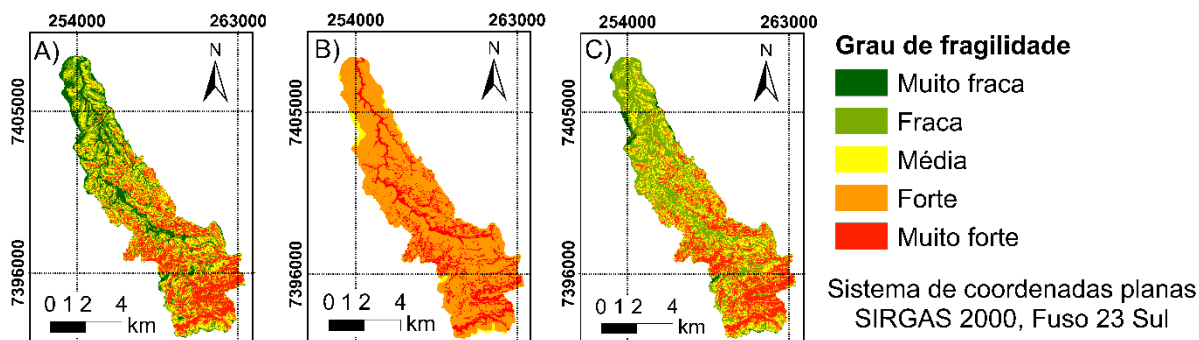 254000 263000
A)
N
7405000
7396000
0 1 2 4
km
254000 263000
B)
N
7405000
7396000
0 1 2 4
km
254000 263000
C)
N
7405000
7396000
0 1 2 4
km
Grau de fragilidade
Muito fraca
Fraca
Média
Forte
Muito forte
Sistema de coordenadas planas
SIRGAS 2000, Fuso 23 Sul